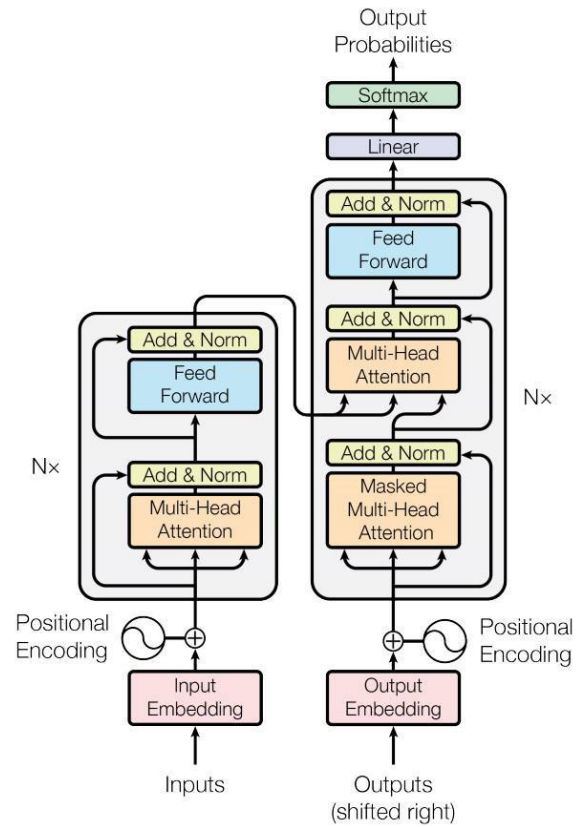 Output
Probabilities
Softmax
Linear
Add & Norm
Feed
Forward
Add & Norm
Multi-Head
Attention
Add & Norm
Masked
Multi-Head
Attention
N×
Add & Norm
Feed
Forward
Add & Norm
Multi-Head
Attention
N×
Positional
Encoding
Positional
Encoding
Input
Embedding
Output
Embedding
Inputs
Outputs
(shifted right)